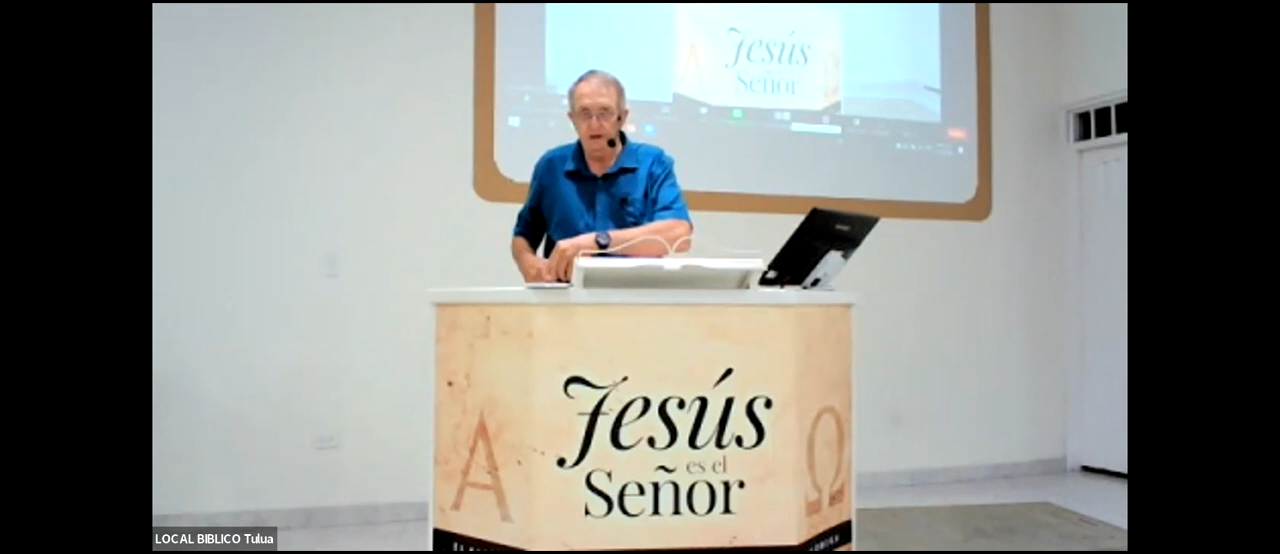 Jesús
Señor
Jesús
es el
Señor
Α
Ω
LOCAL BIBLICO Tulua